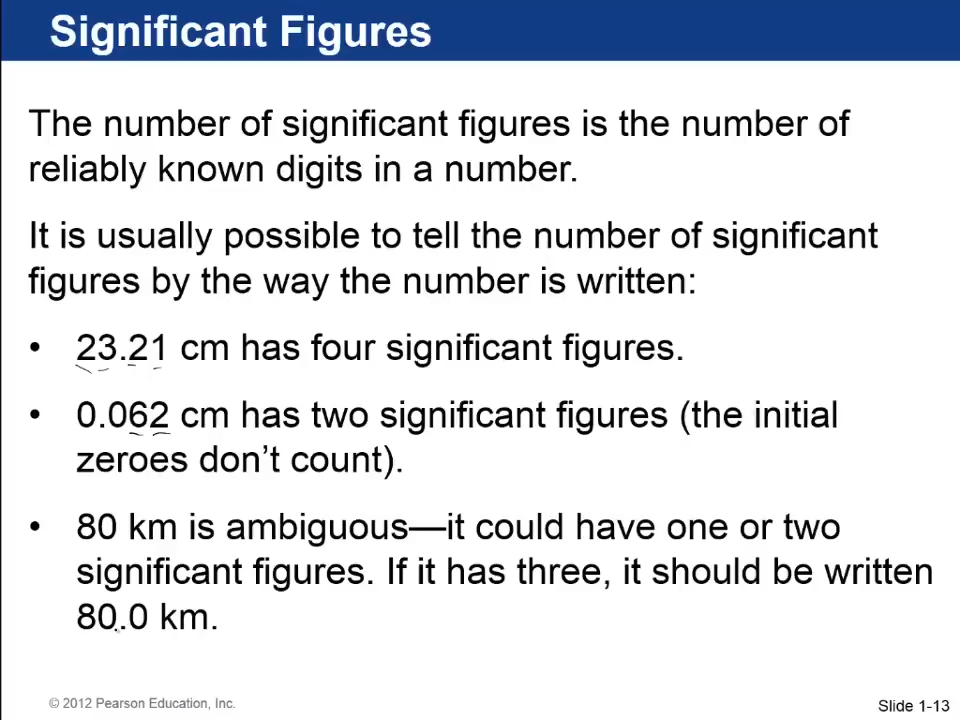 Significant Figures
The number of significant figures is the number of
reliably known digits in a number.
It is usually possible to tell the number of significant
figures by the way the number is written:
• 23.21 cm has four significant figures.
• 0.062 cm has two significant figures (the initial
zeroes don’t count).
• 80 km is ambiguous—it could have one or two
significant figures. If it has three, it should be written
80.0 km.
© 2012 Pearson Education, Inc.
Slide 1-13